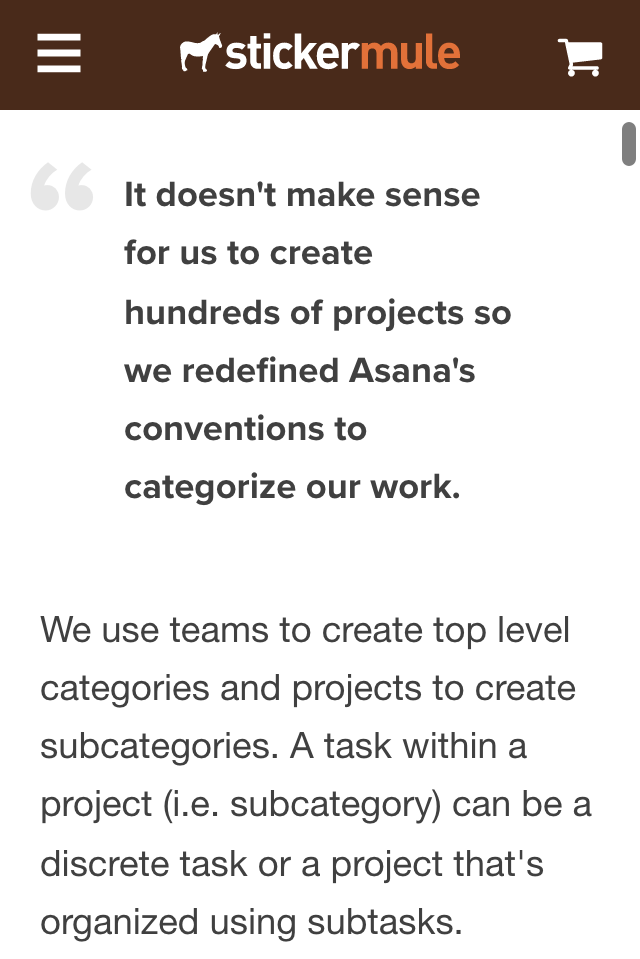 stickermule
It doesn't make sense
for us to create
hundreds of projects so
we redefined Asana's
conventions to
categorize our work.
We use teams to create top level
categories and projects to create
subcategories. A task within a
project (i.e. subcategory) can be a
discrete task or a project that's
organized using subtasks.